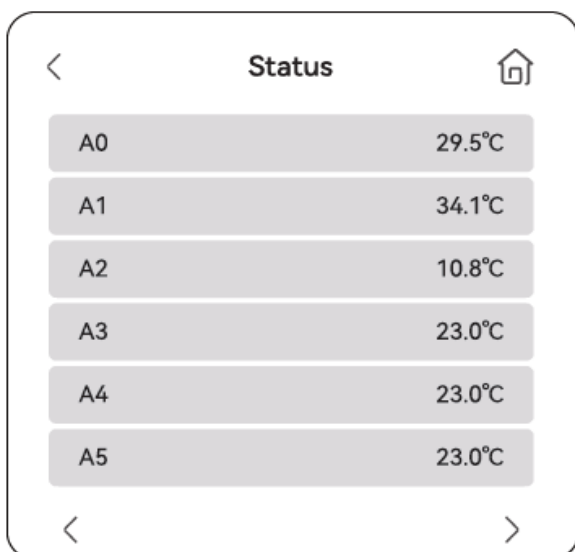 Status
A0 29.5℃
A1 34.1℃
A2 10.8℃
A3 23.0℃
A4 23.0℃
A5 23.0℃